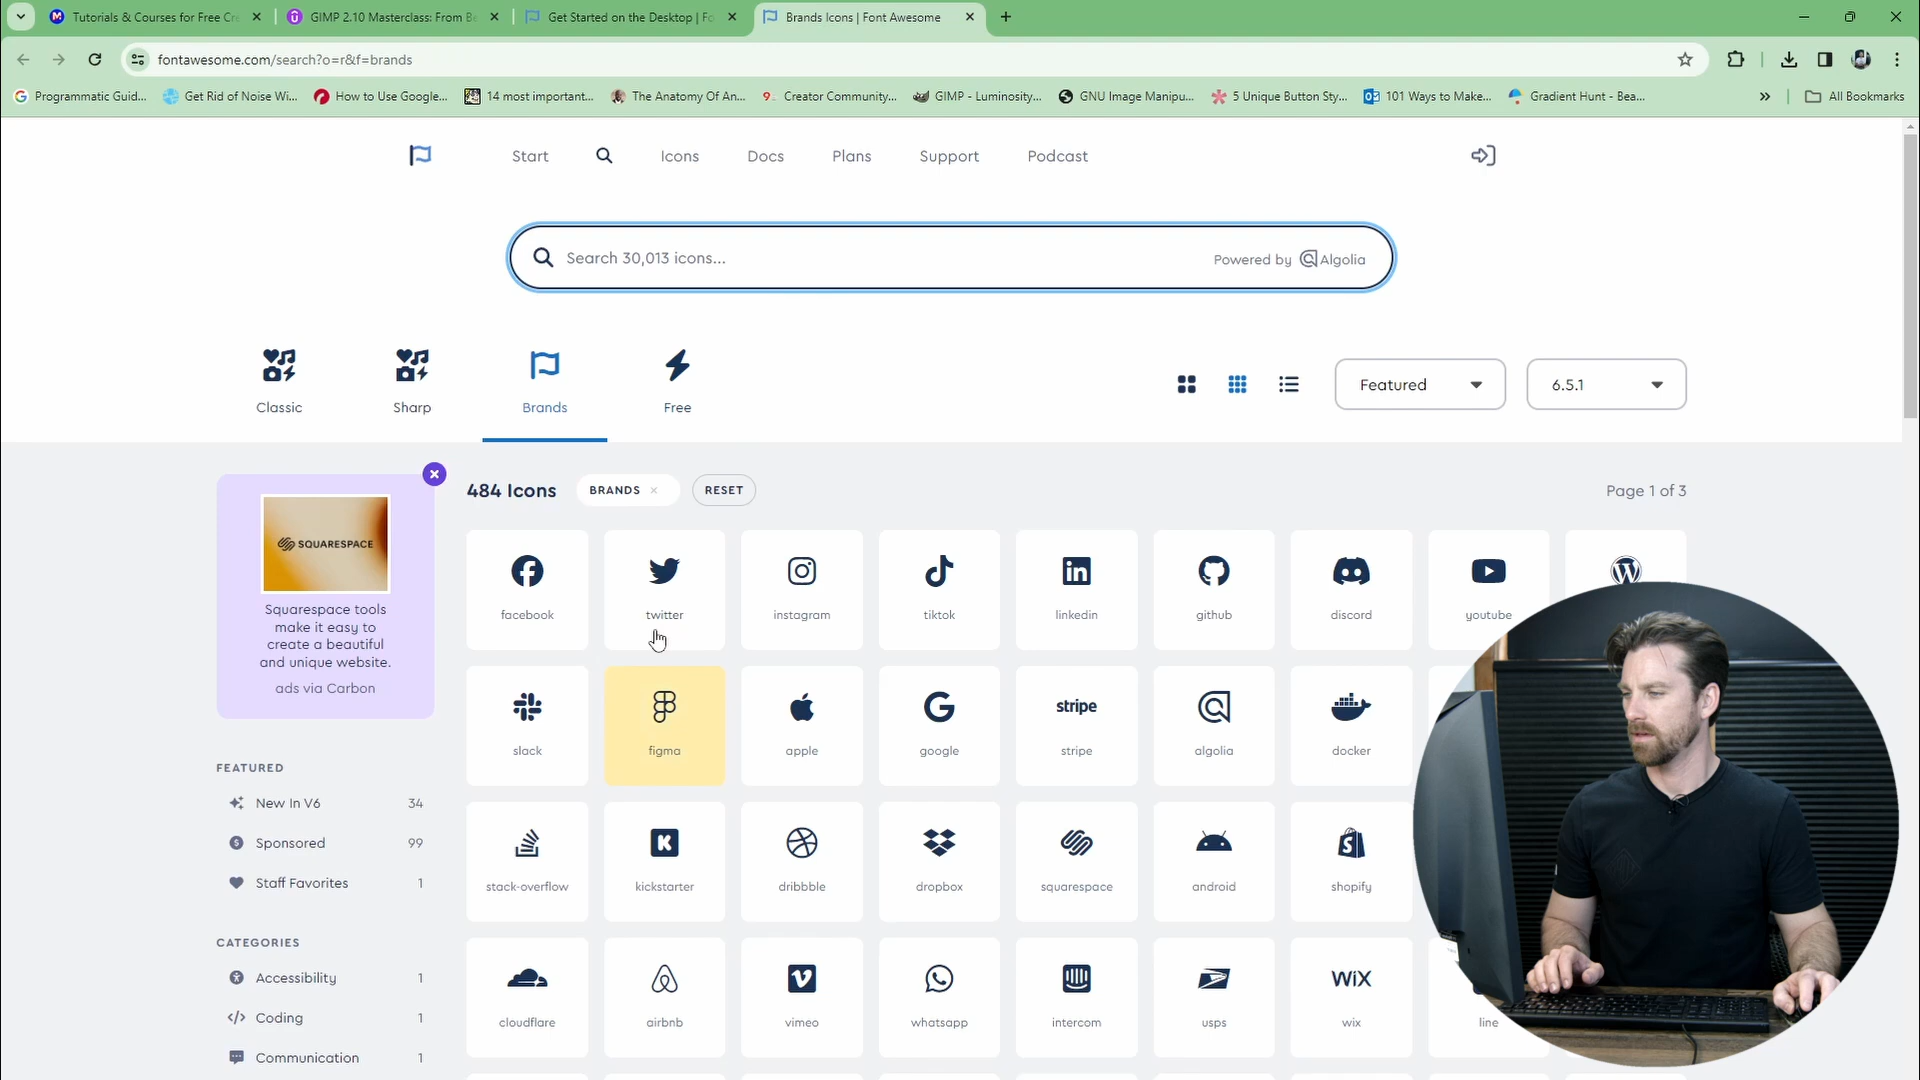 Tutorials & Courses for Free Cre
GIMP 2.10 Masterclass: From Be
Get Started on the Desktop | Fo
Brands Icons | Font Awesome
fontawesome.com/search?o=r&f=brands
Programmatic Guid...
Get Rid of Noise Wi...
How to Use Google...
14 most important...
The Anatomy Of An...
Creator Community...
GIMP - Luminosity...
GNU Image Manipu...
5 Unique Button Sty...
101 Ways to Make...
Gradient Hunt - Bea...
All Bookmarks
Start
Icons
Docs
Plans
Support
Podcast
Search 30,013 icons...
Powered by Algolia
Classic
Sharp
Brands
Free
Featured
6.5.1
SQUARESPACE
Squarespace tools
make it easy to
create a beautiful
and unique website.
ads via Carbon
484 Icons
BRANDS
RESET
Page 1 of 3
facebook
twitter
instagram
tiktok
linkedin
github
discord
youtube
slack
figma
apple
google
stripe
stripe
algolia
docker
stack-overflow
kickstarter
dribbble
dropbox
squarespace
android
shopify
cloudflare
airbnb
vimeo
whatsapp
intercom
usps
WiX
wix
line
FEATURED
New In V6 34
Sponsored 99
Staff Favorites 1
CATEGORIES
Accessibility 1
Coding 1
Communication 1